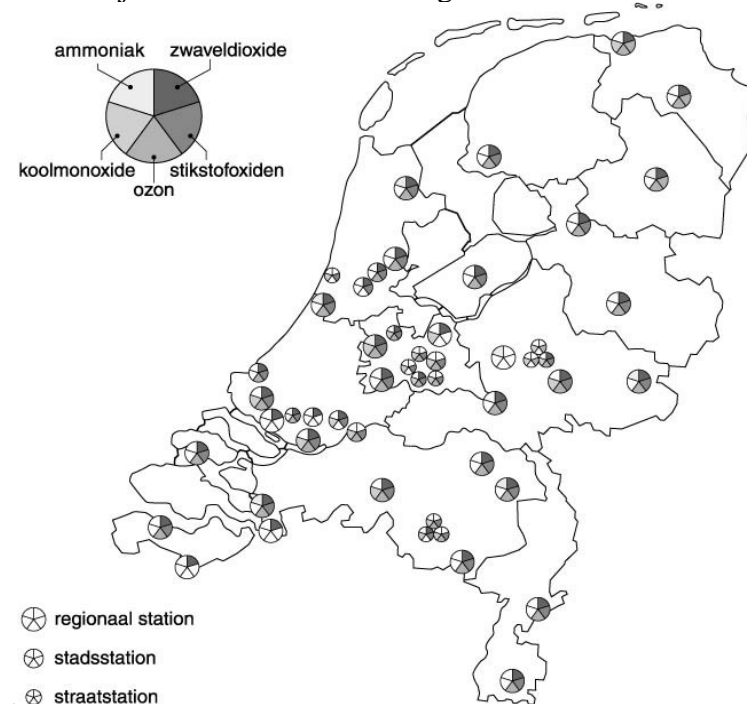 ammoniak zwaveldioxide
koolmonoxide stikstofoxiden
ozon
regionaal station
stadsstation
straatstation